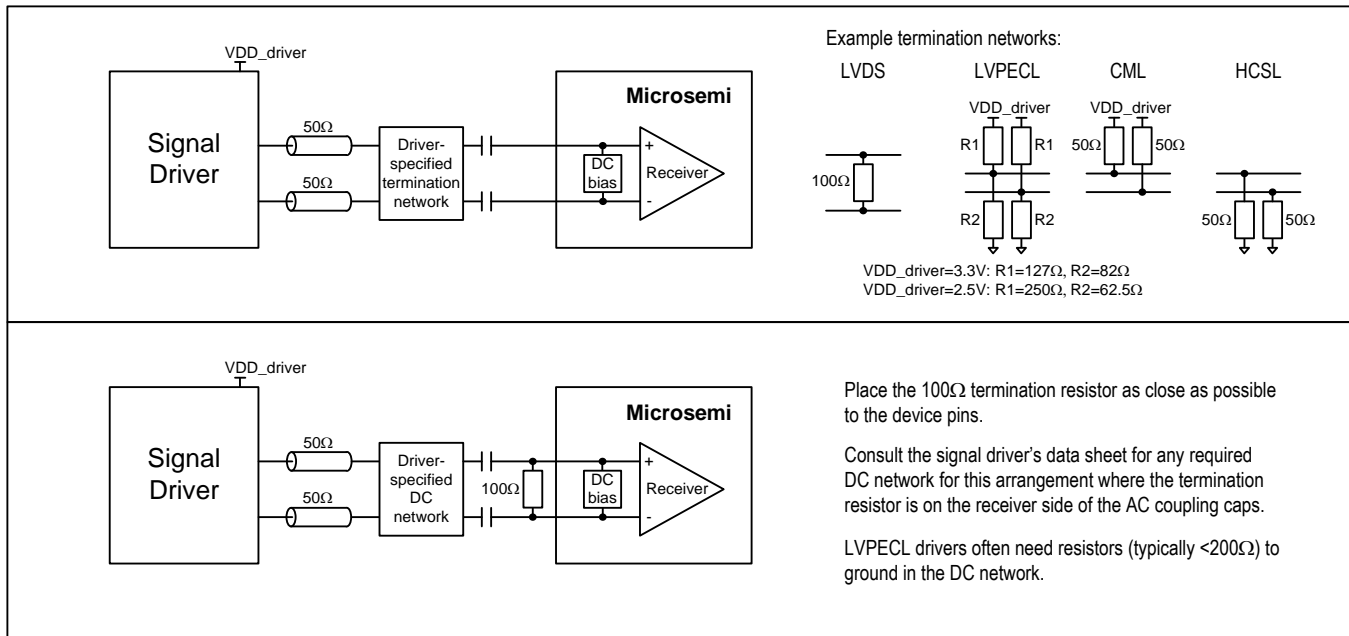 VDD_driver
Signal
Driver
50Ω
50Ω
Driver-
specified
termination
network
Microsemi
DC
bias
+
Receiver
-
Example termination networks:
LVDS
LVPECL
CML
HCSL
100Ω
VDD_driver
R1
R1
R2
R2
VDD_driver
50Ω
50Ω
50Ω
50Ω
VDD_driver=3.3V: R1=127Ω, R2=82Ω
VDD_driver=2.5V: R1=250Ω, R2=62.5Ω
VDD_driver
Signal
Driver
50Ω
50Ω
Driver-
specified
DC
network
100Ω
Microsemi
DC
bias
+
Receiver
-
Place the 100Ω termination resistor as close as possible
to the device pins.
Consult the signal driver's data sheet for any required
DC network for this arrangement where the termination
resistor is on the receiver side of the AC coupling caps.
LVPECL drivers often need resistors (typically <200Ω) to
ground in the DC network.